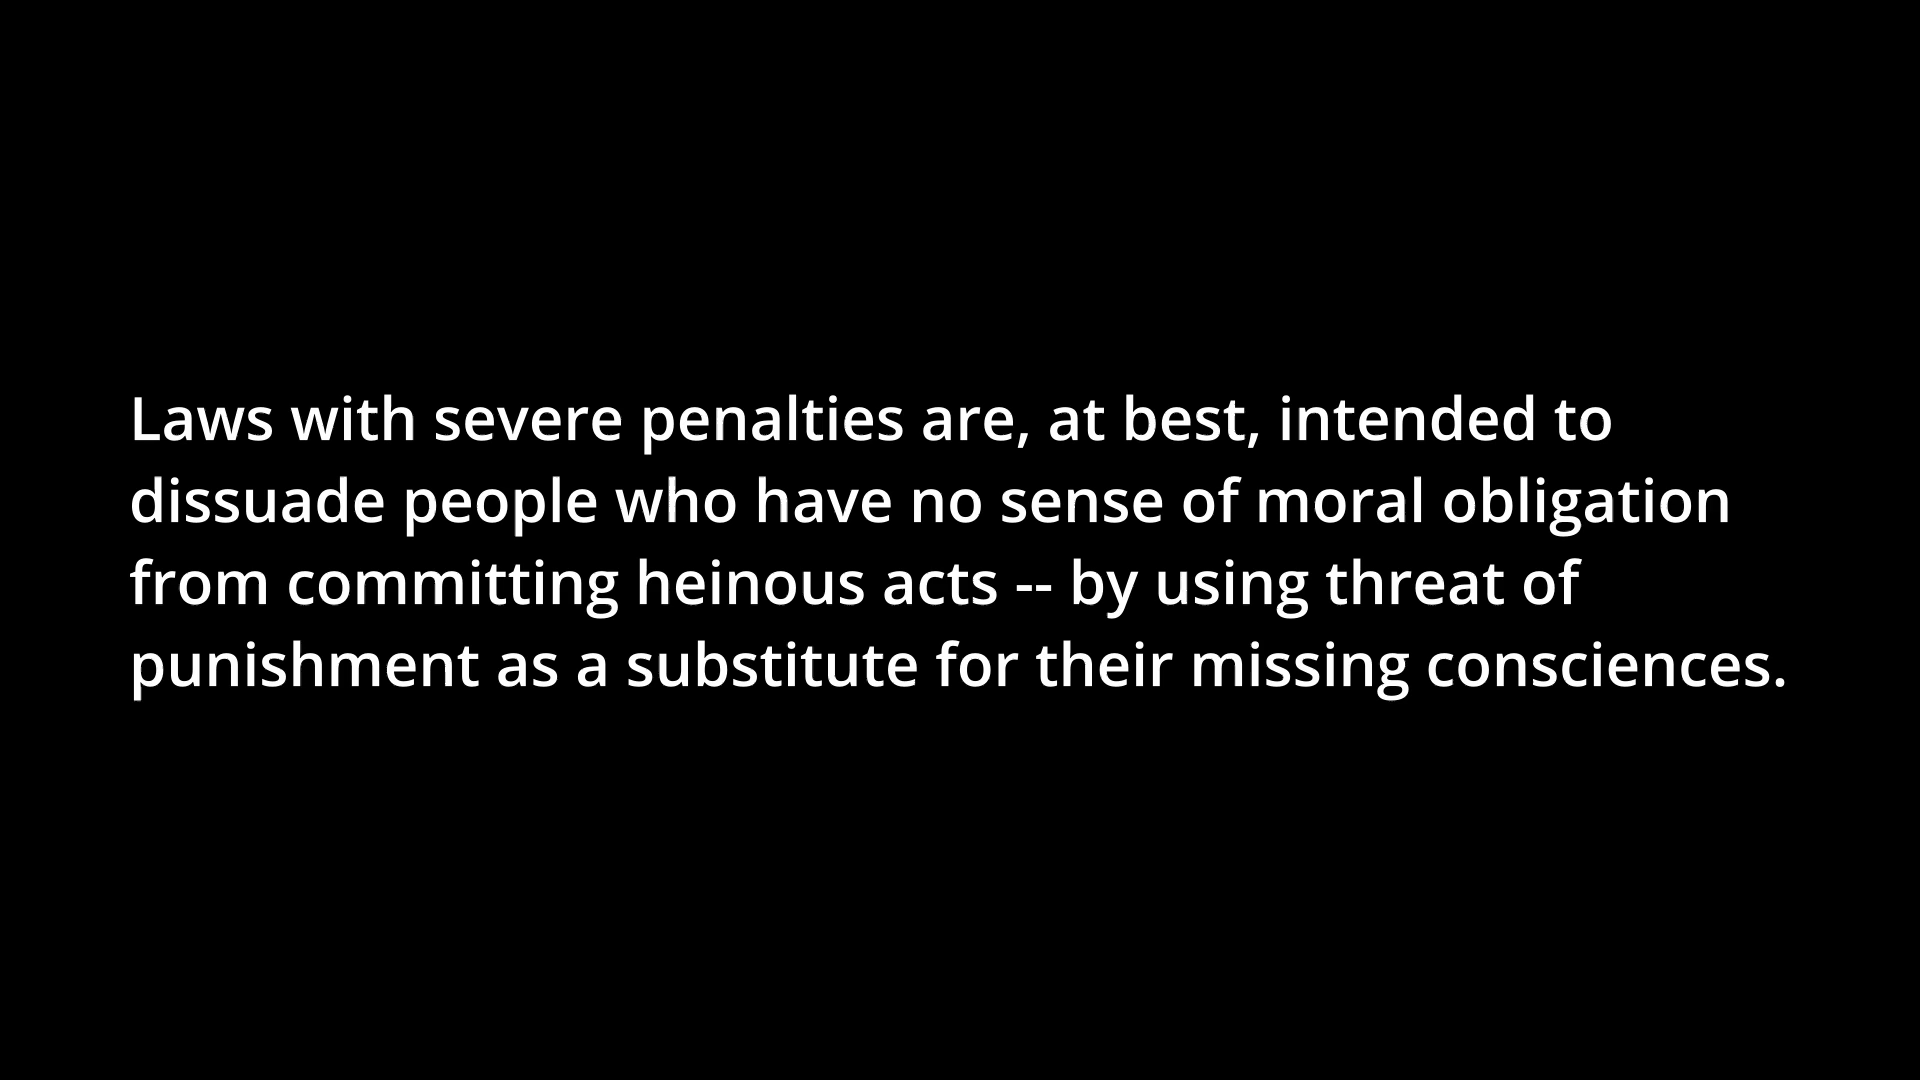 Laws with severe penalties are, at best, intended to
dissuade people who have no sense of moral obligation
from committing heinous acts -- by using threat of
punishment as a substitute for their missing consciences.